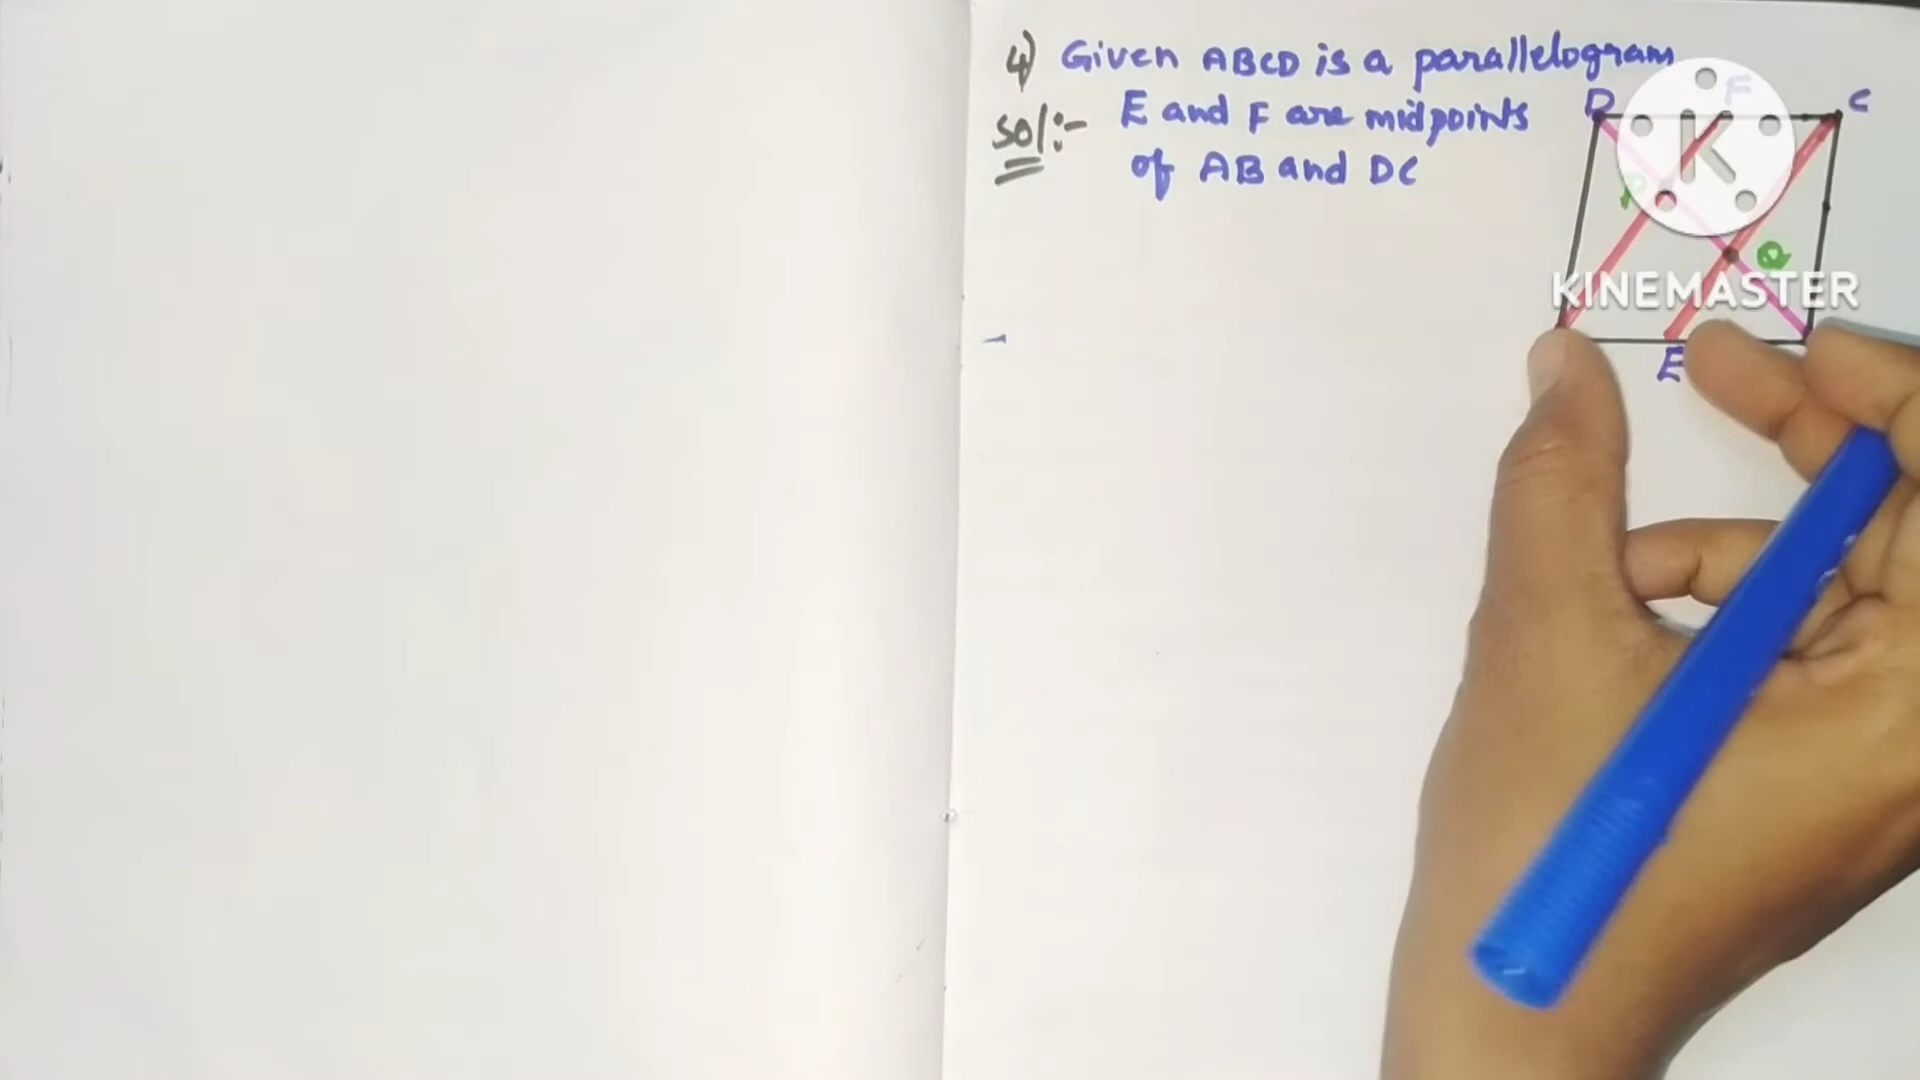 4) Given ABCD is a parallelogram
Sol:- E and F are midpoints
of AB and DC
D F C
P
Q
E
K
KINEMASTER